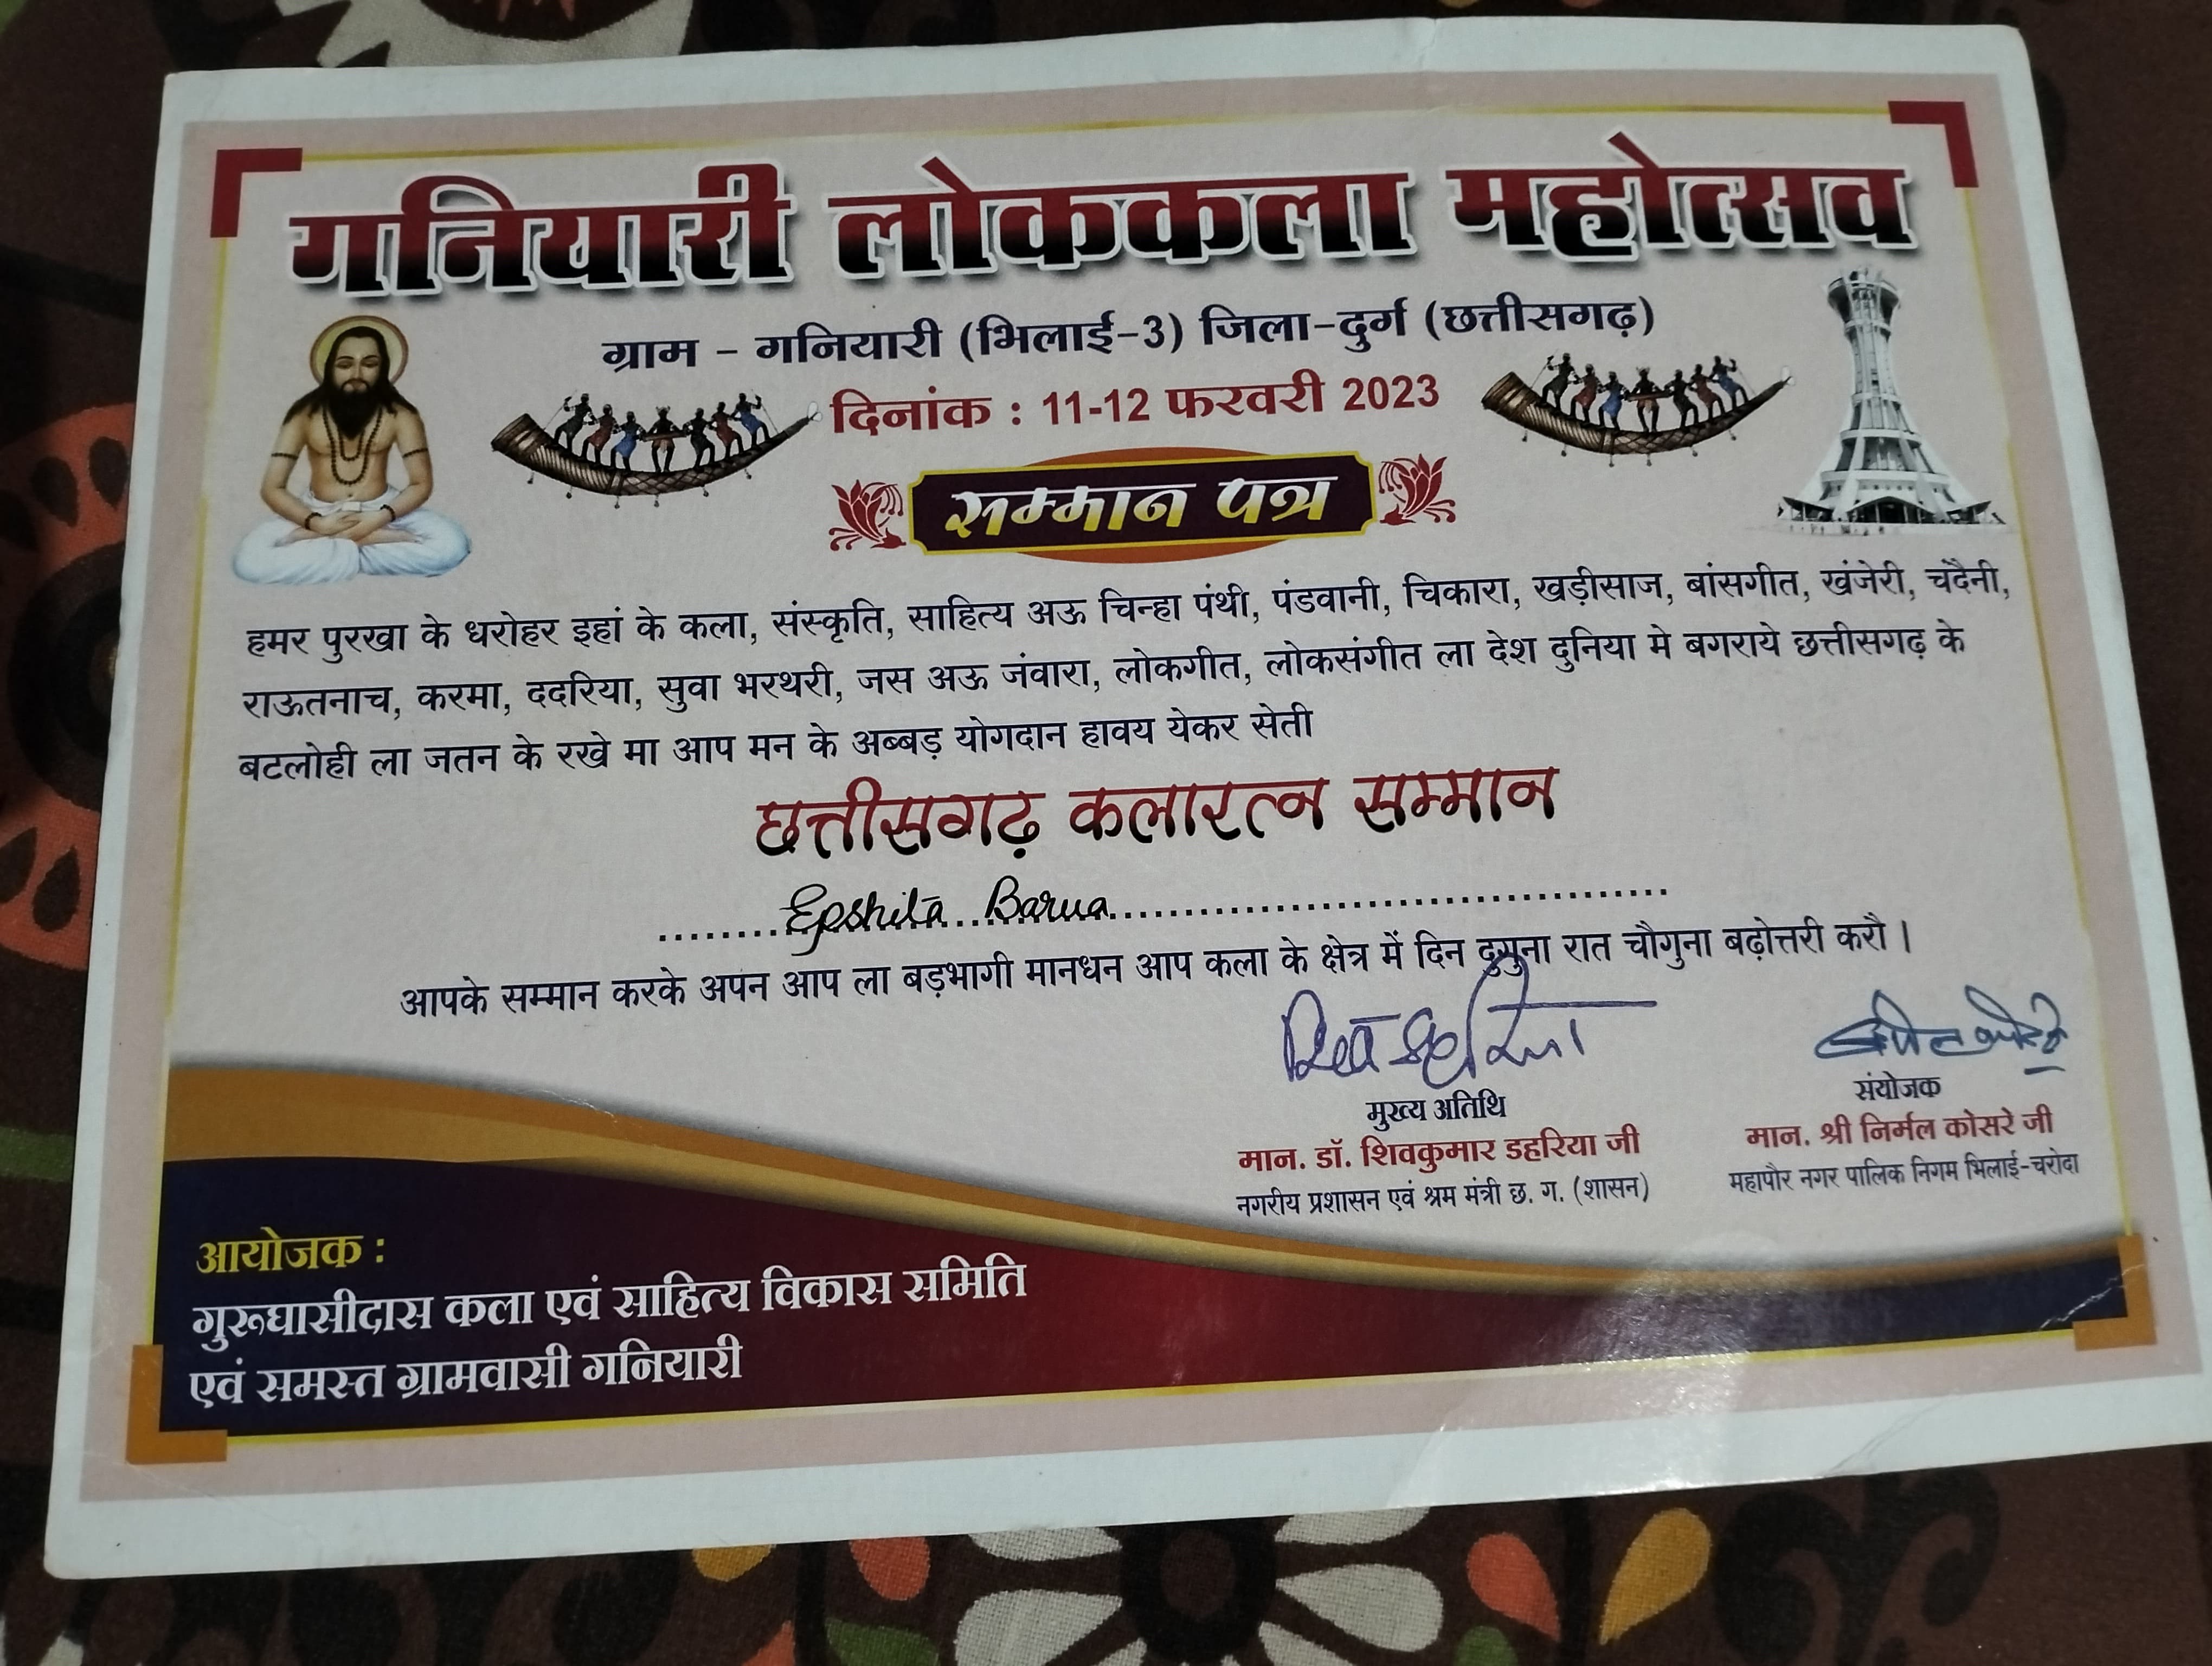 गनियारी लोककला महोत्सव
ग्राम - गनियारी (भिलाई-3) जिला-दुर्ग (छत्तीसगढ़)
दिनांक : 11-12 फरवरी 2023
सम्मान पत्र
हमर पुरखा के धरोहर इहां के कला, संस्कृति, साहित्य अऊ चिन्हा पंथी, पंडवानी, चिकारा, खड़ीसाज, बांसगीत, खंजेरी, चंदैनी,
राऊतनाच, करमा, ददरिया, सुवा भरथरी, जस अऊ जंवारा, लोकगीत, लोकसंगीत ला देश दुनिया मे बगराये छत्तीसगढ़ के
बटलोही ला जतन के रखे मा आप मन के अब्बड़ योगदान हावय येकर सेती
छत्तीसगढ़ कलारत्न सम्मान
Epshita Barua
आपके सम्मान करके अपन आप ला बड़भागी मानधन आप कला के क्षेत्र में दिन दुगुना रात चौगुना बढ़ोत्तरी करौ।
मुख्य अतिथि
मान. डॉ. शिवकुमार डहरिया जी
नगरीय प्रशासन एवं श्रम मंत्री छ. ग. (शासन)
संयोजक
मान. श्री निर्मल कोसरे जी
महापौर नगर पालिक निगम भिलाई-चरोदा
आयोजक :
गुरूघासीदास कला एवं साहित्य विकास समिति
एवं समस्त ग्रामवासी गनियारी